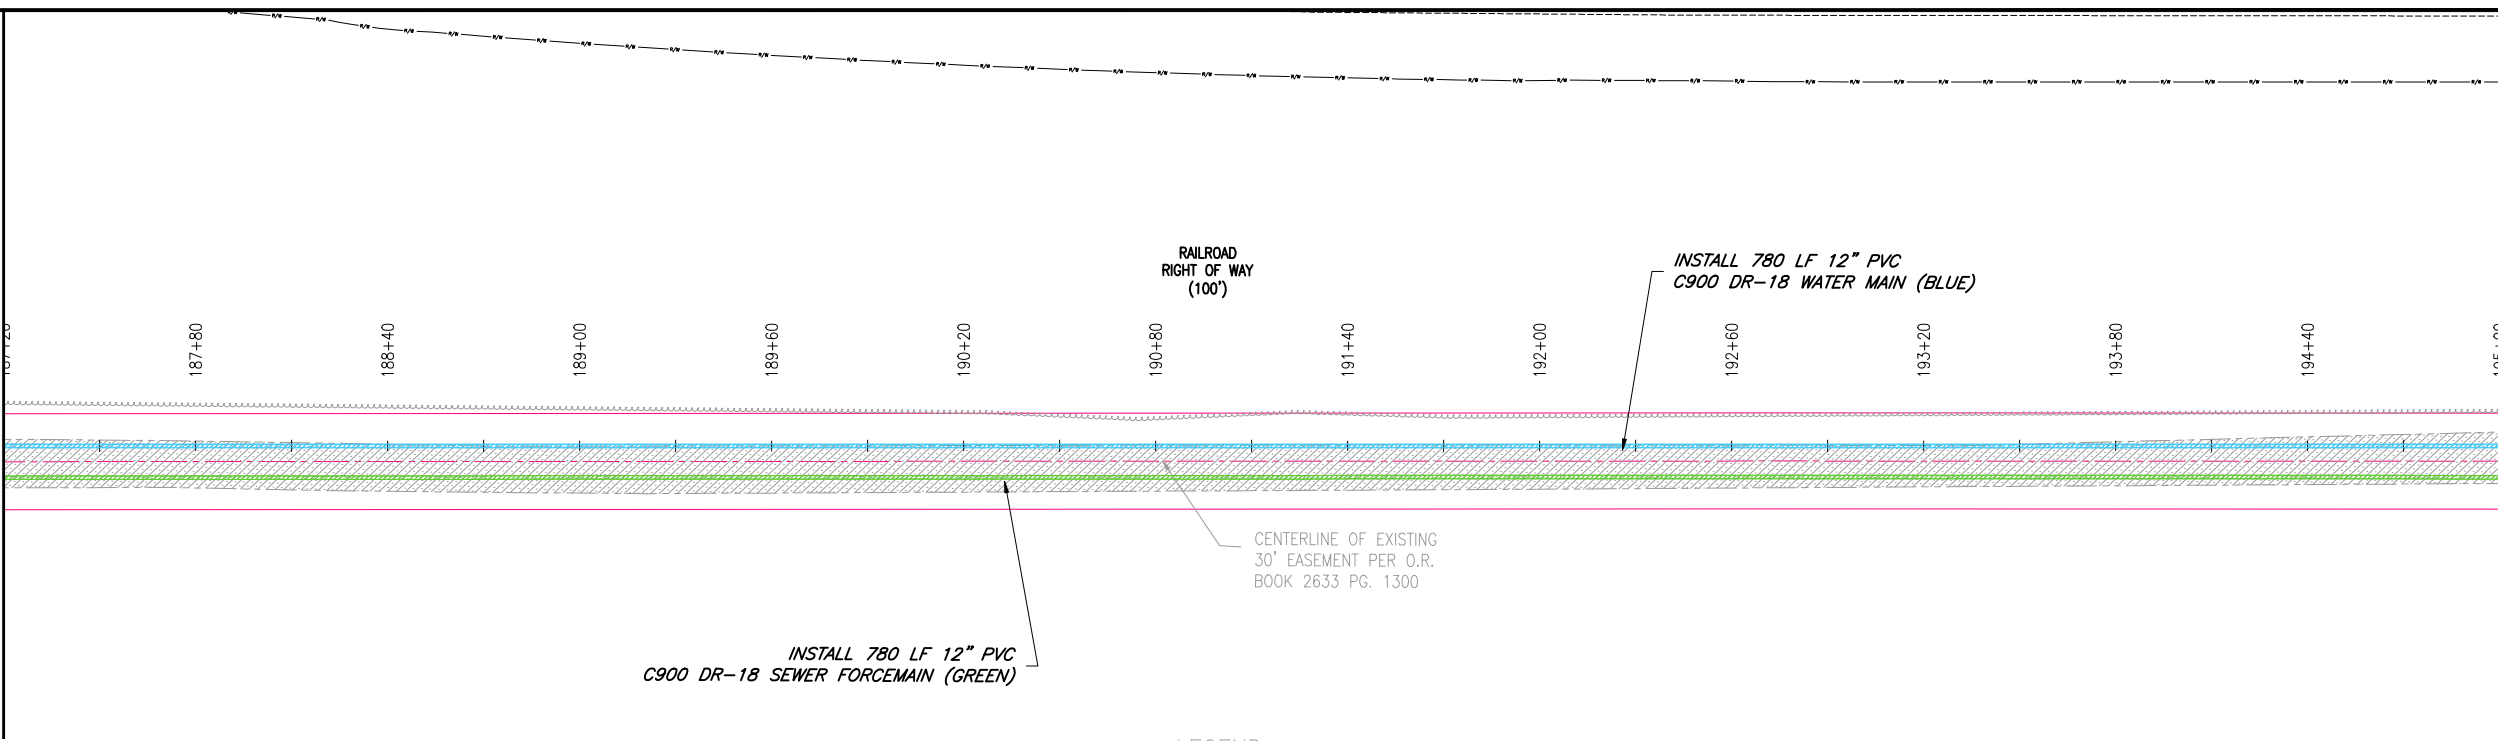 RAILROAD
RIGHT OF WAY
(100')
INSTALL 780 LF 12" PVC
C900 DR-18 WATER MAIN (BLUE)
187+80
188+40
189+00
189+60
190+20
190+80
191+40
192+00
192+60
193+20
193+80
194+40
CENTERLINE OF EXISTING
30' EASEMENT PER O.R.
BOOK 2633 PG. 1300
INSTALL 780 LF 12" PVC
C900 DR-18 SEWER FORCEMAIN (GREEN)